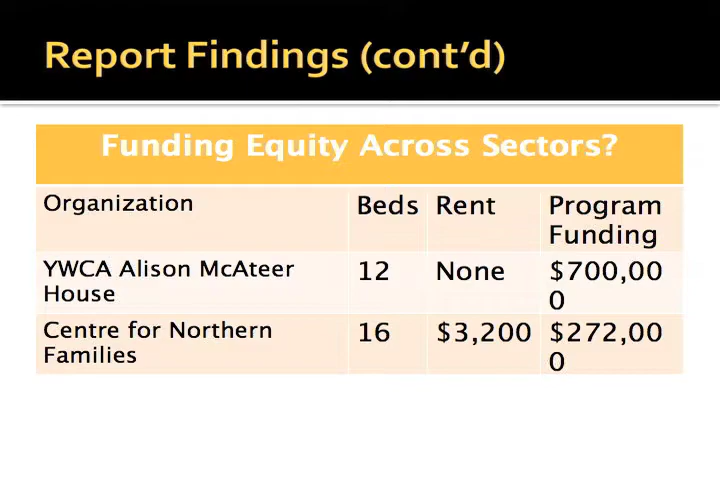 Report Findings (cont’d)
Funding Equity Across Sectors?
Organization Beds Rent Program
Funding
YWCA Alison McAteer
House 12 None $700,00
0
Centre for Northern
Families 16 $3,200 $272,00
0